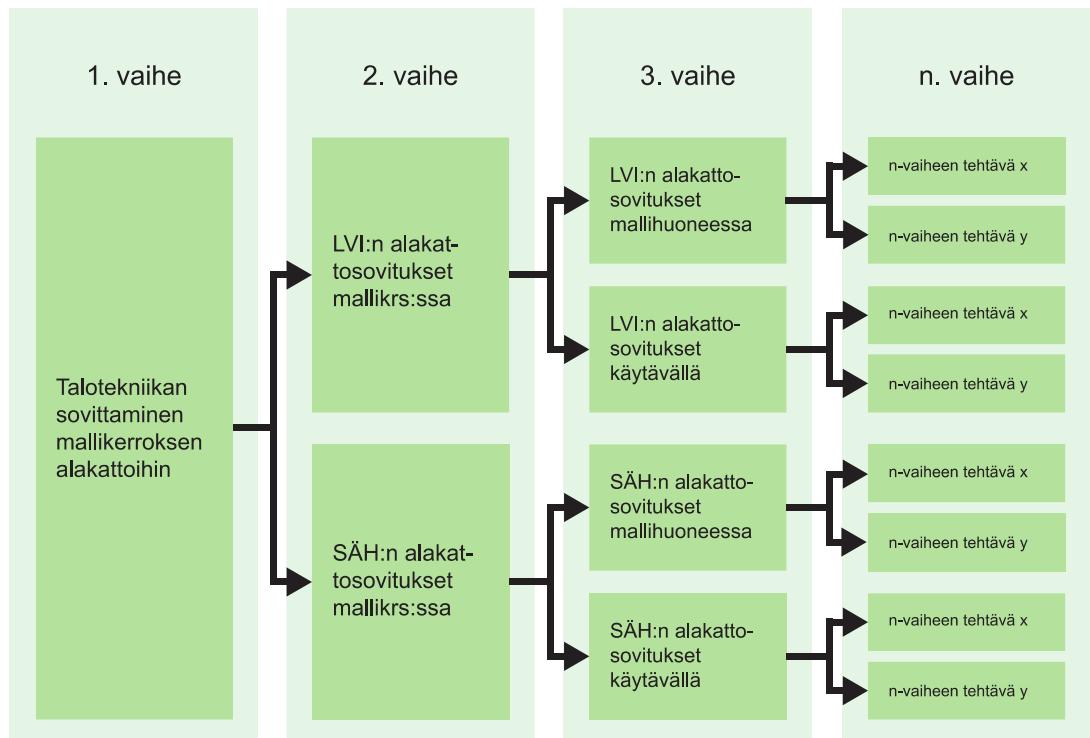 1. vaihe
Talotekniikan
sovittaminen
mallikerroksen
alakattoihin
2. vaihe
LVI:n alakat-
tosovitukset
mallikrs:ssa
SÄH:n alakat-
tosovitukset
mallikrs:ssa
3. vaihe
LVI:n alakatto-
sovitukset
mallihuoneessa
LVI:n alakatto-
sovitukset
käytävällä
SÄH:n alakatto-
sovitukset
mallihuoneessa
SÄH:n alakatto-
sovitukset
käytävällä
n. vaihe
n-vaiheen tehtävä x
n-vaiheen tehtävä y
n-vaiheen tehtävä x
n-vaiheen tehtävä y
n-vaiheen tehtävä x
n-vaiheen tehtävä y
n-vaiheen tehtävä x
n-vaiheen tehtävä y